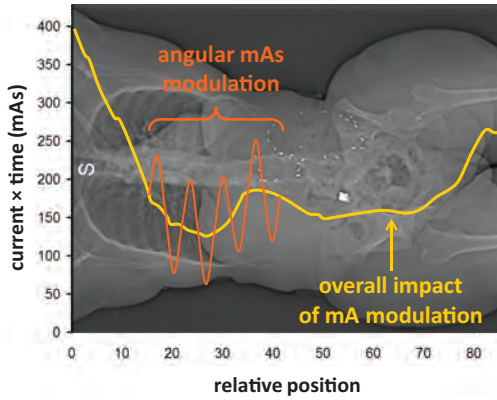 400
350
300
250
200
150
100
50
0
current × time (mAs)
angular mAs
modulation
S
overall impact
of mA modulation
0 10 20 30 40 50 60 70 80
relative position